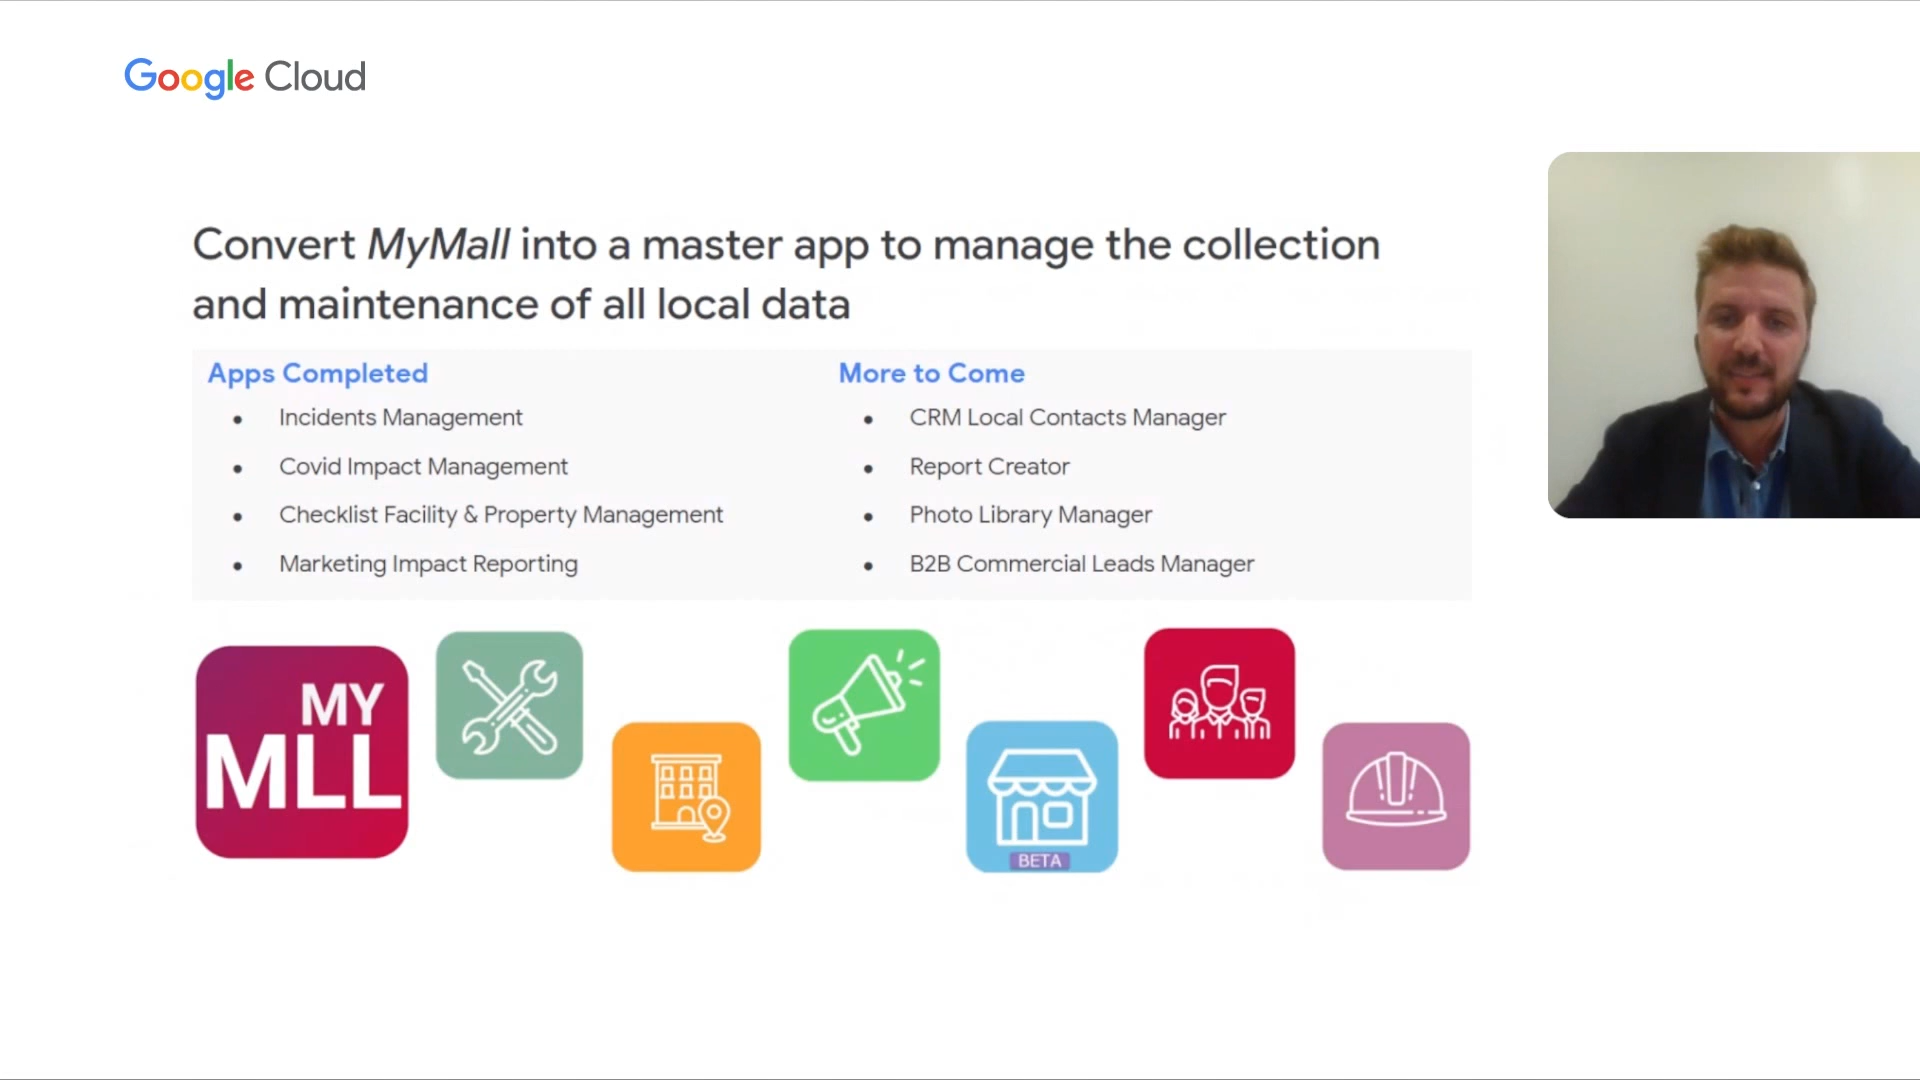 Google Cloud
Convert MyMall into a master app to manage the collection
and maintenance of all local data
Apps Completed
• Incidents Management
• Covid Impact Management
• Checklist Facility & Property Management
• Marketing Impact Reporting
More to Come
• CRM Local Contacts Manager
• Report Creator
• Photo Library Manager
• B2B Commercial Leads Manager
MY
MLL
BETA